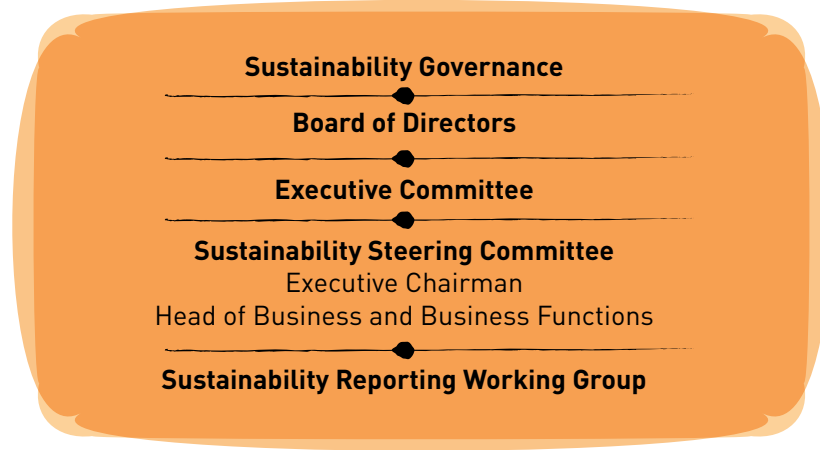 Sustainability Governance
Board of Directors
Executive Committee
Sustainability Steering Committee
Executive Chairman
Head of Business and Business Functions
Sustainability Reporting Working Group